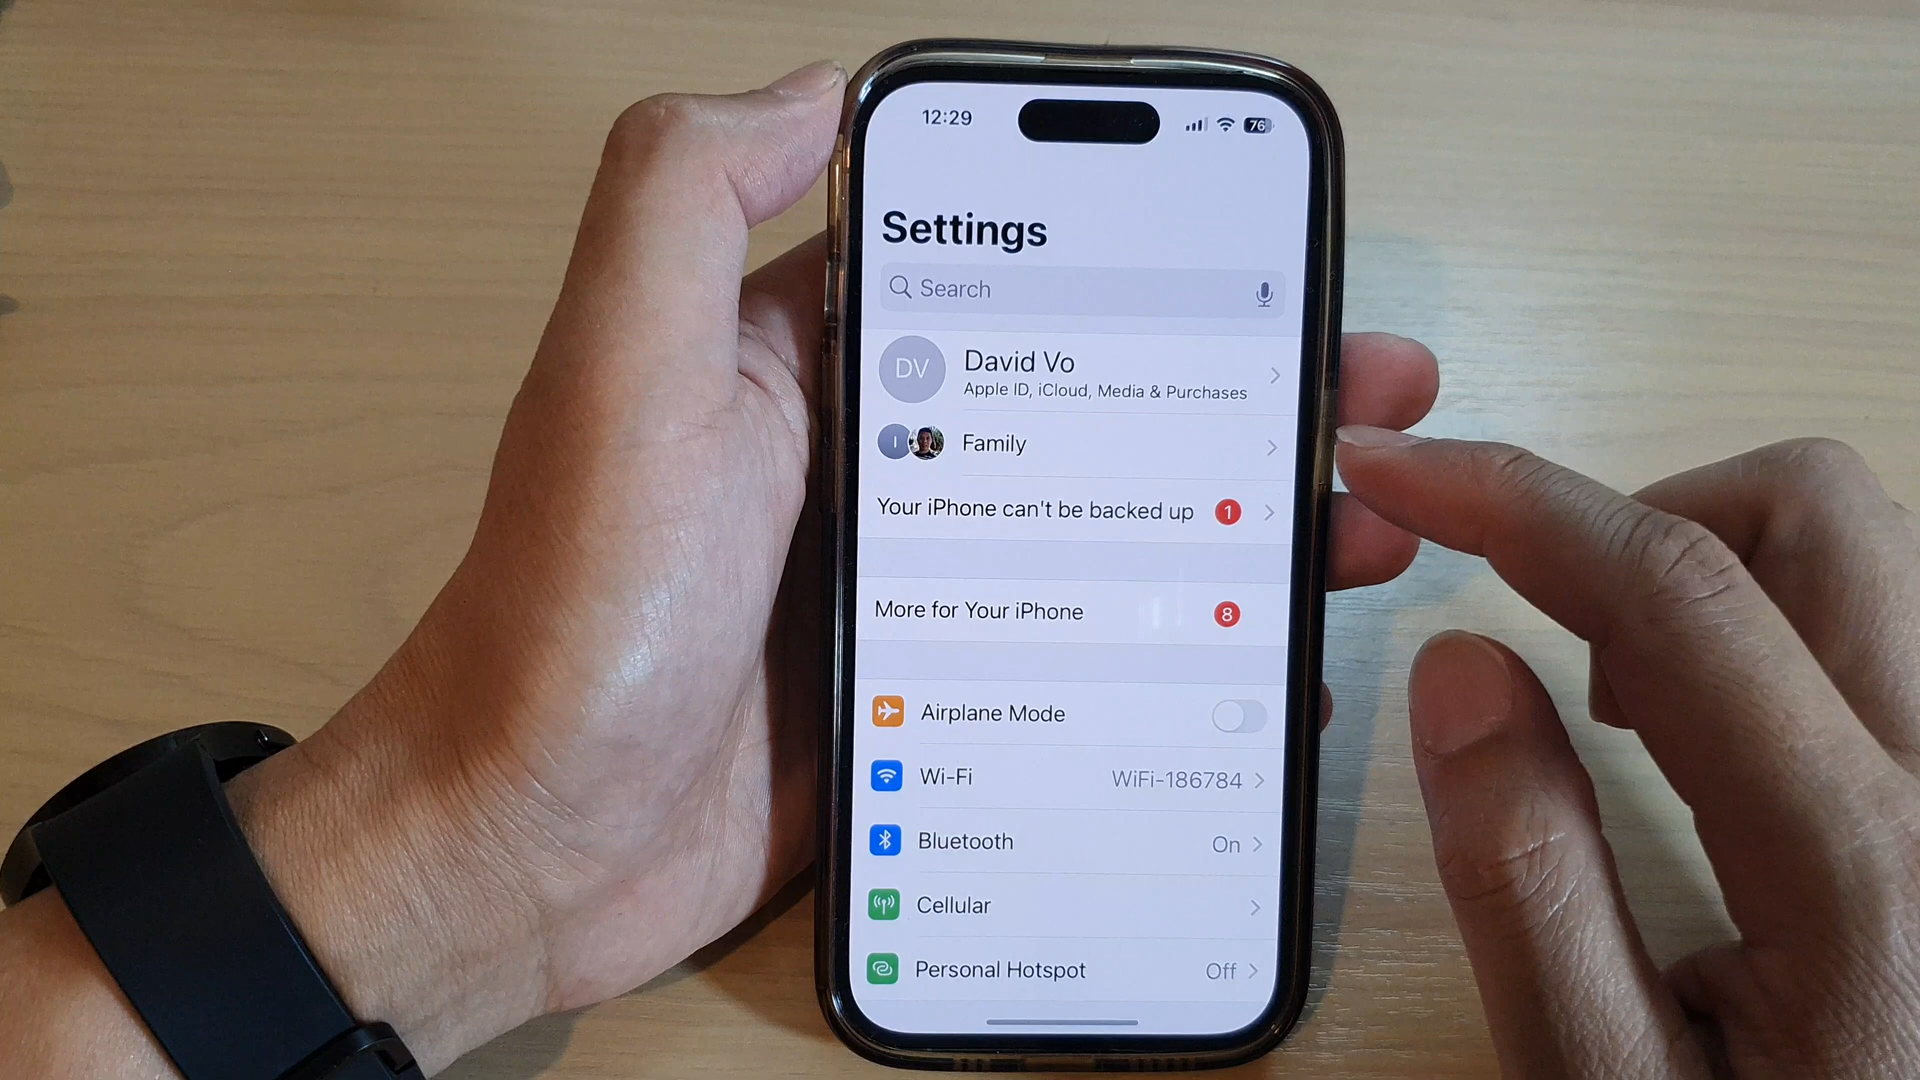 12:29
76
Settings
Search
DV
David Vo
Apple ID, iCloud, Media & Purchases
I
Family
Your iPhone can't be backed up 1
More for Your iPhone 8
Airplane Mode
Wi-Fi WiFi-186784
Bluetooth On
Cellular
Personal Hotspot Off